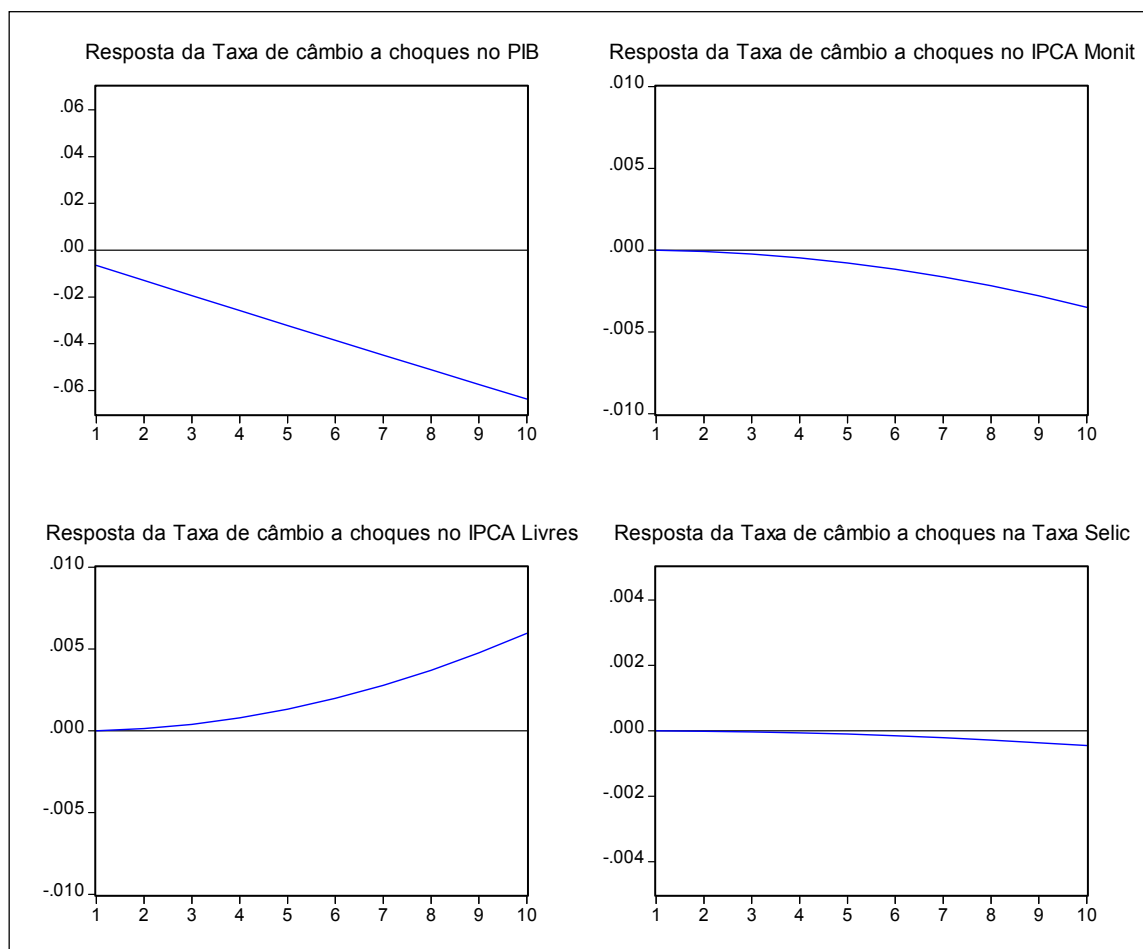 Resposta da Taxa de câmbio a choques no PIB
.06
.04
.02
.00
-.02
-.04
-.06
1 2 3 4 5 6 7 8 9 10
Resposta da Taxa de câmbio a choques no IPCA Monit
.010
.005
.000
-.005
-.010
1 2 3 4 5 6 7 8 9 10
Resposta da Taxa de câmbio a choques no IPCA Livres
.010
.005
.000
-.005
-.010
1 2 3 4 5 6 7 8 9 10
Resposta da Taxa de câmbio a choques na Taxa Selic
.004
.002
.000
-.002
-.004
1 2 3 4 5 6 7 8 9 10